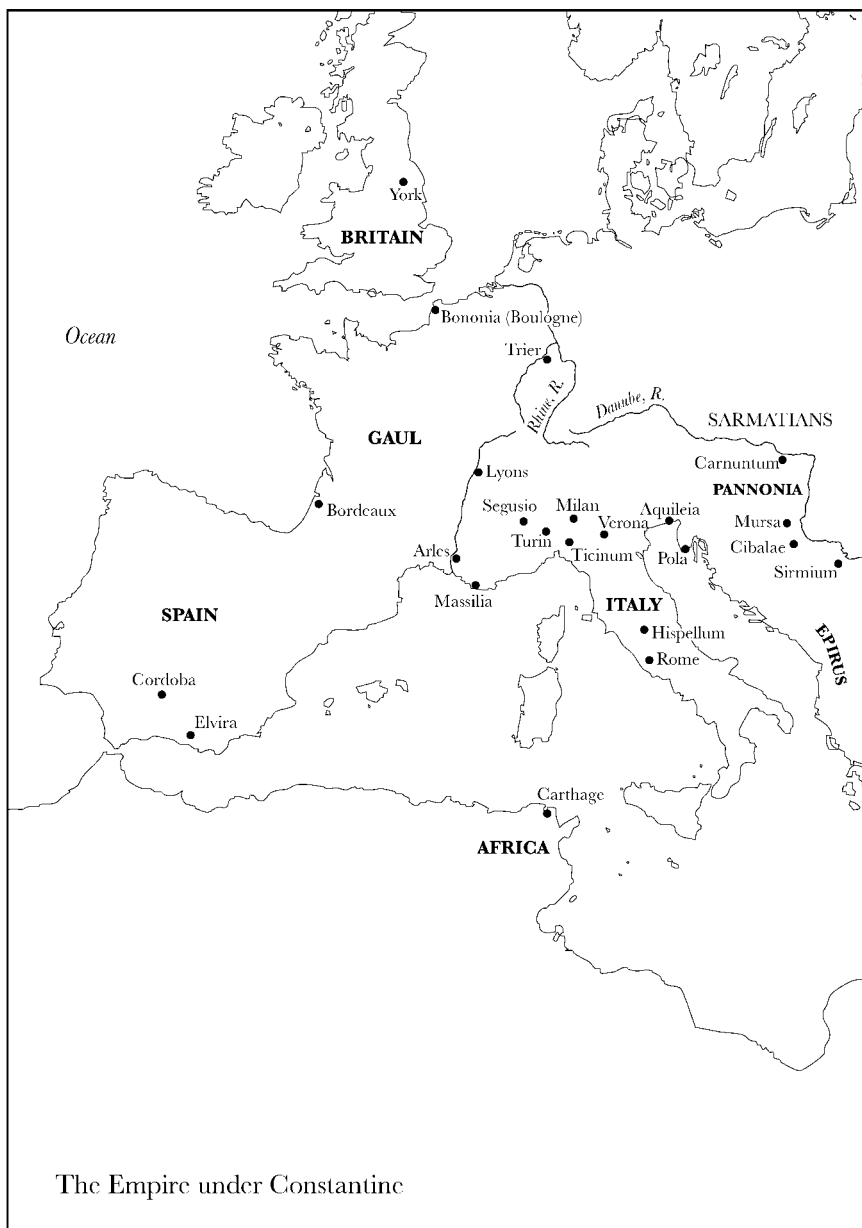 York
BRITAIN
Bononia (Boulogne)
Ocean
Trier
Rhine, R.
Danube, R.
SARMATIANS
GAUL
Carnuntum
Lyons
PANNONIA
Bordeaux
Segusio
Milan
Verona
Aquileia
Mursa
Turin
Ticinum
Pola
Cibalae
Sirmium
Arles
Massilia
SPAIN
ITALY
Hispellum
EPIRUS
Rome
Cordoba
Elvira
Carthage
AFRICA
The Empire under Constantine